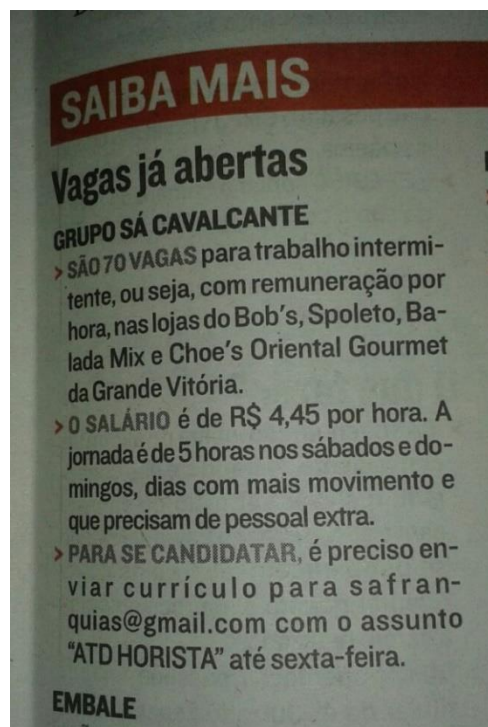 SAIBA MAIS
Vagas já abertas
GRUPO SÁ CAVALCANTE
> SÃO 70 VAGAS para trabalho intermi-
tente, ou seja, com remuneração por
hora, nas lojas do Bob's, Spoleto, Ba-
lada Mix e Choe's Oriental Gourmet
da Grande Vitória.
> O SALÁRIO é de R$ 4,45 por hora. A
jornada é de 5 horas nos sábados e do-
mingos, dias com mais movimento e
que precisam de pessoal extra.
> PARA SE CANDIDATAR, é preciso en-
viar currículo para safran-
quias@gmail.com com o assunto
“ATD HORISTA” até sexta-feira.
EMBALE